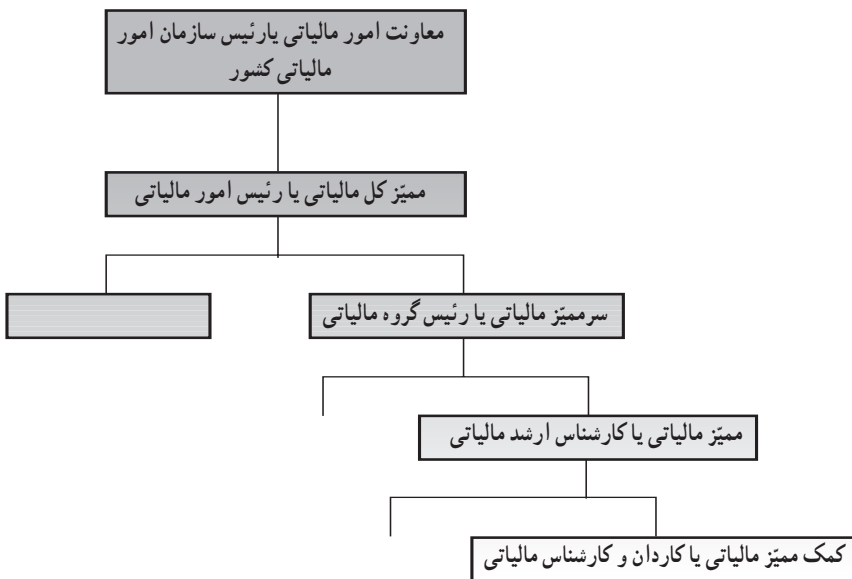 معاونت امور مالیاتی یارئیس سازمان امور
مالیاتی کشور
ممیّز کل مالیاتی یا رئیس امور مالیاتی
سرممیّز مالیاتی یا رئیس گروه مالیاتی
ممیّز مالیاتی یا کارشناس ارشد مالیاتی
کمک ممیّز مالیاتی یا کاردان و کارشناس مالیاتی